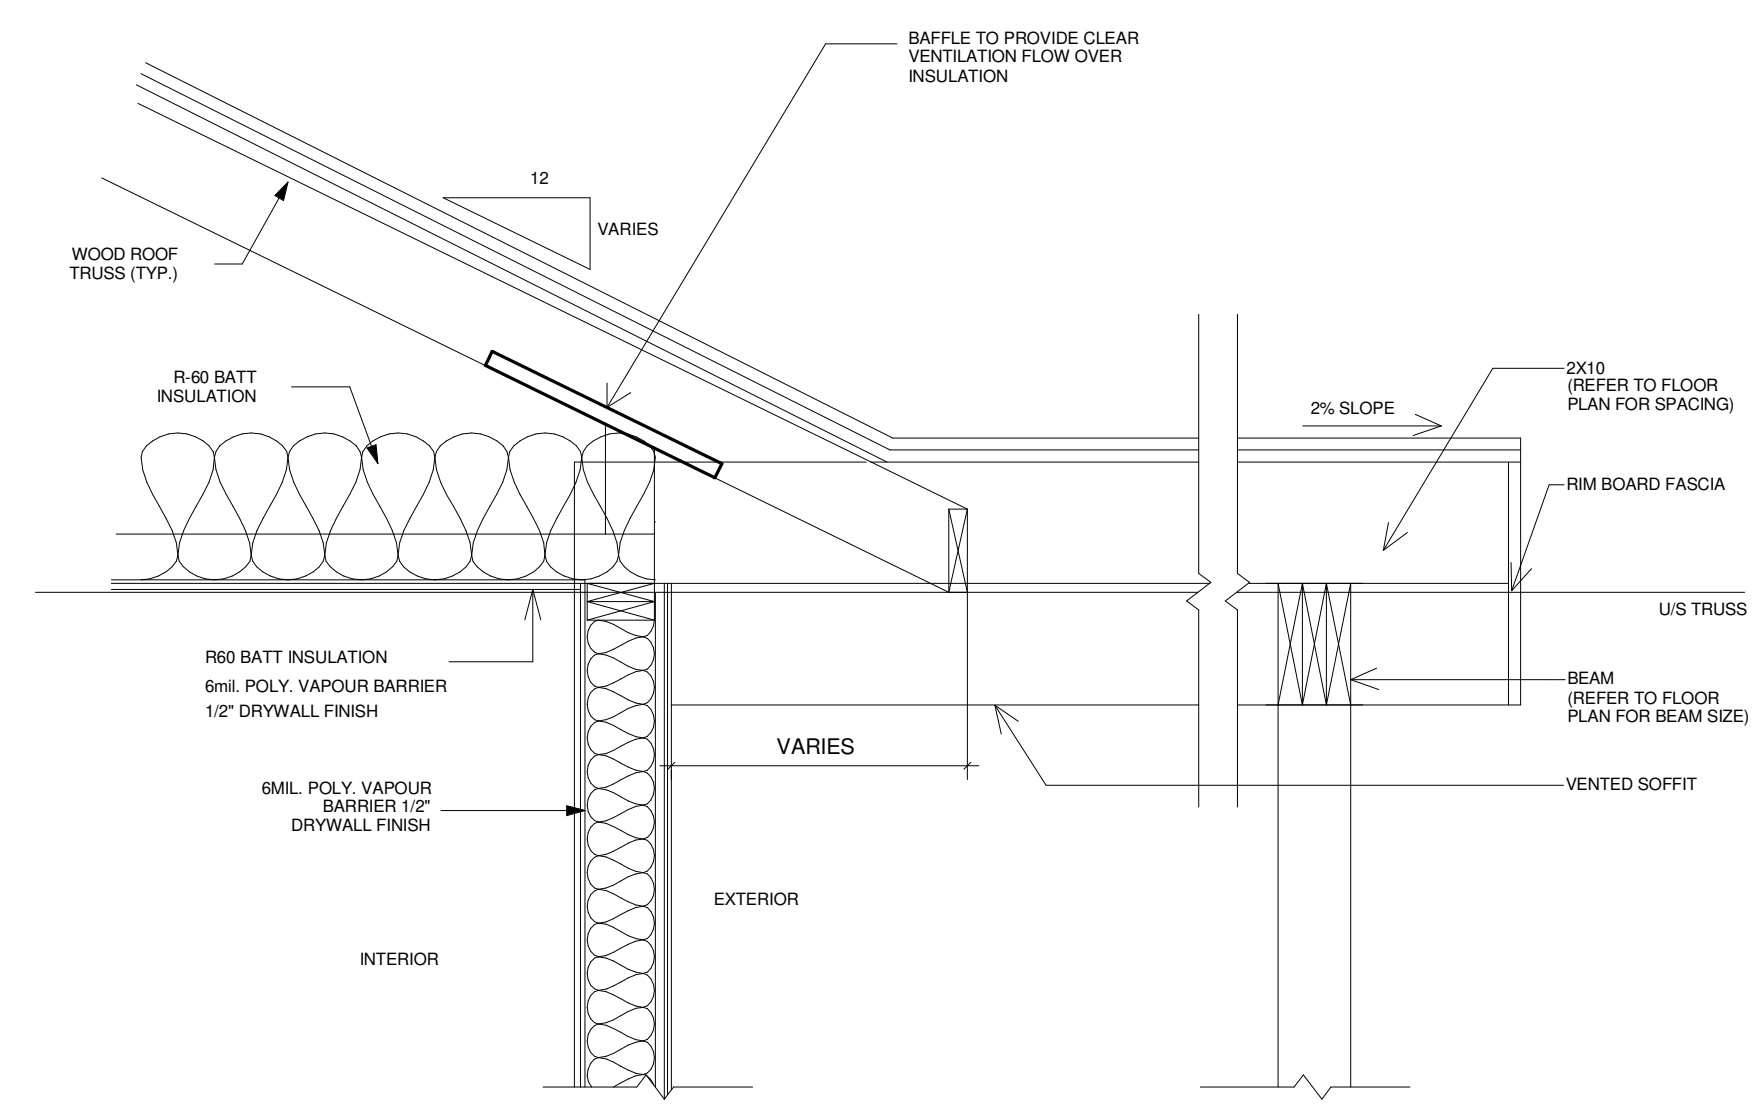 BAFFLE TO PROVIDE CLEAR
VENTILATION FLOW OVER
INSULATION
12
VARIES
WOOD ROOF
TRUSS (TYP.)
R-60 BATT
INSULATION
2% SLOPE
2X10
(REFER TO FLOOR
PLAN FOR SPACING)
RIM BOARD FASCIA
U/S TRUSS
R60 BATT INSULATION
6mil. POLY. VAPOUR BARRIER
1/2" DRYWALL FINISH
BEAM
(REFER TO FLOOR
PLAN FOR BEAM SIZE)
VARIES
6MIL. POLY. VAPOUR
BARRIER 1/2"
DRYWALL FINISH
VENTED SOFFIT
EXTERIOR
INTERIOR